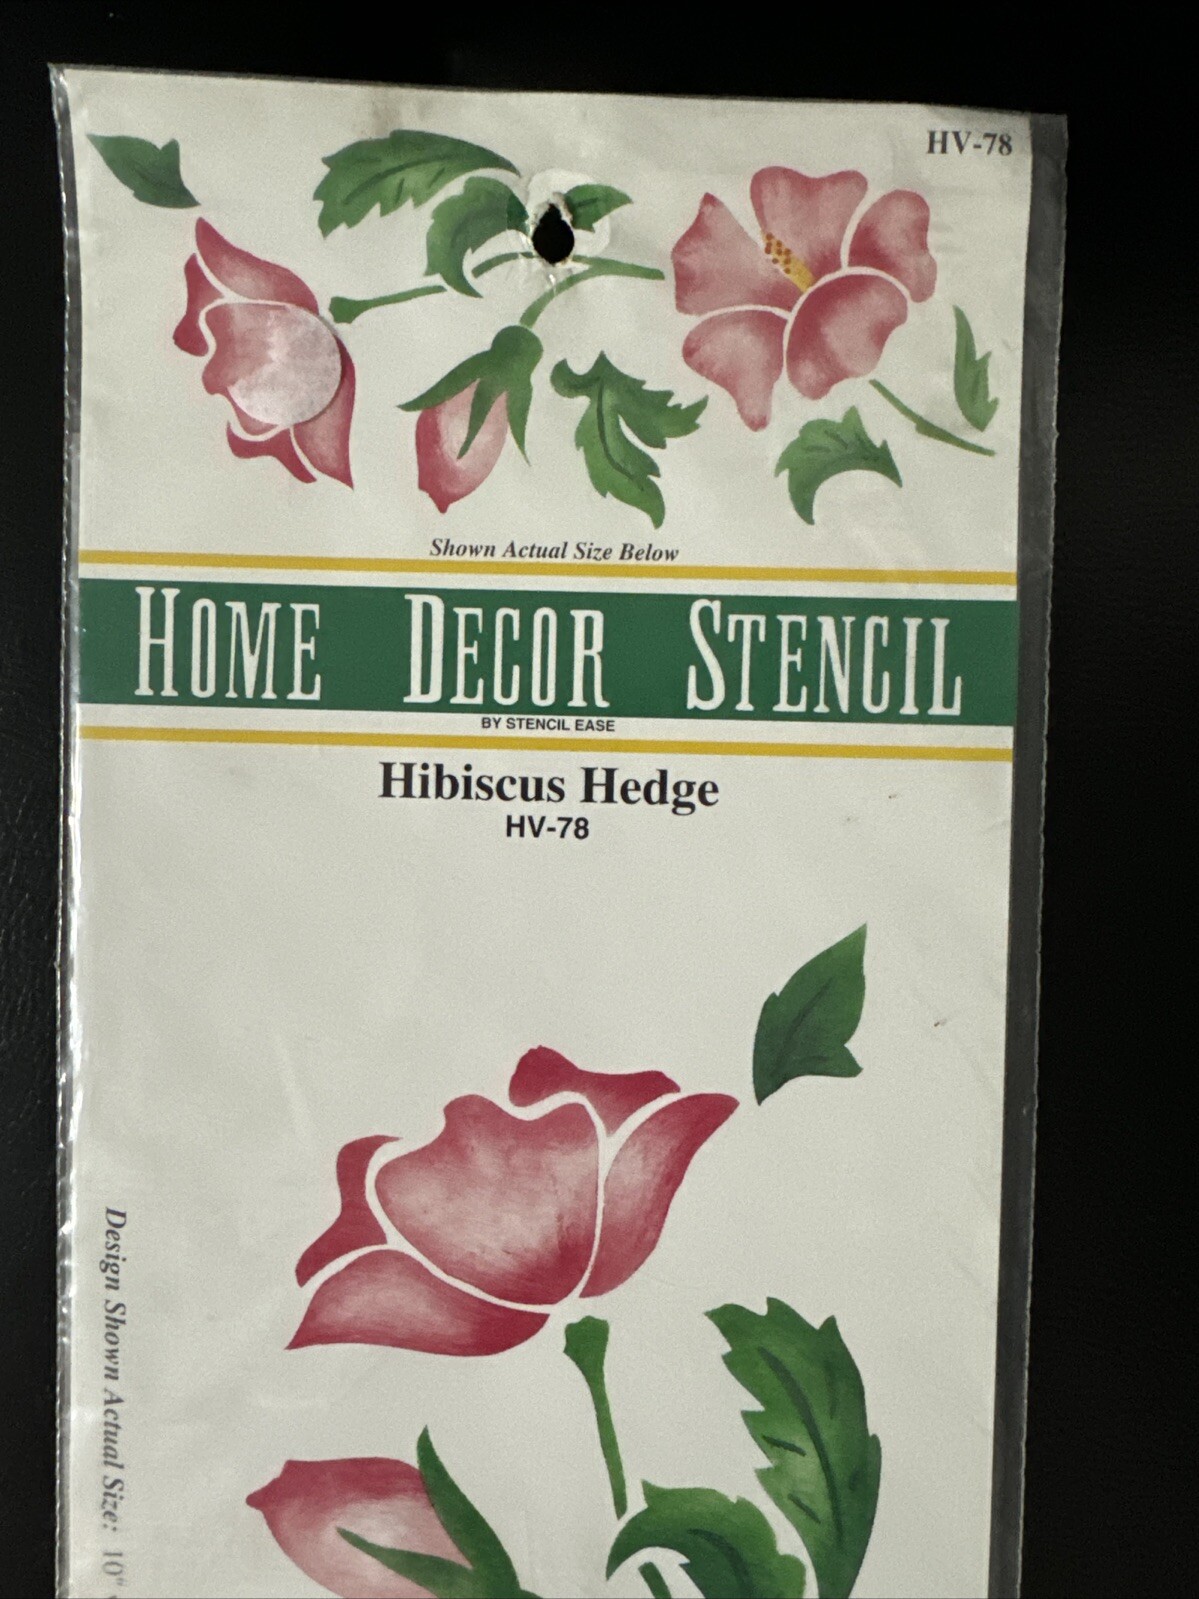 HV-78
Shown Actual Size Below
HOME DECOR STENCIL
BY STENCIL EASE
Hibiscus Hedge
HV-78
Design Shown Actual Size: 10"